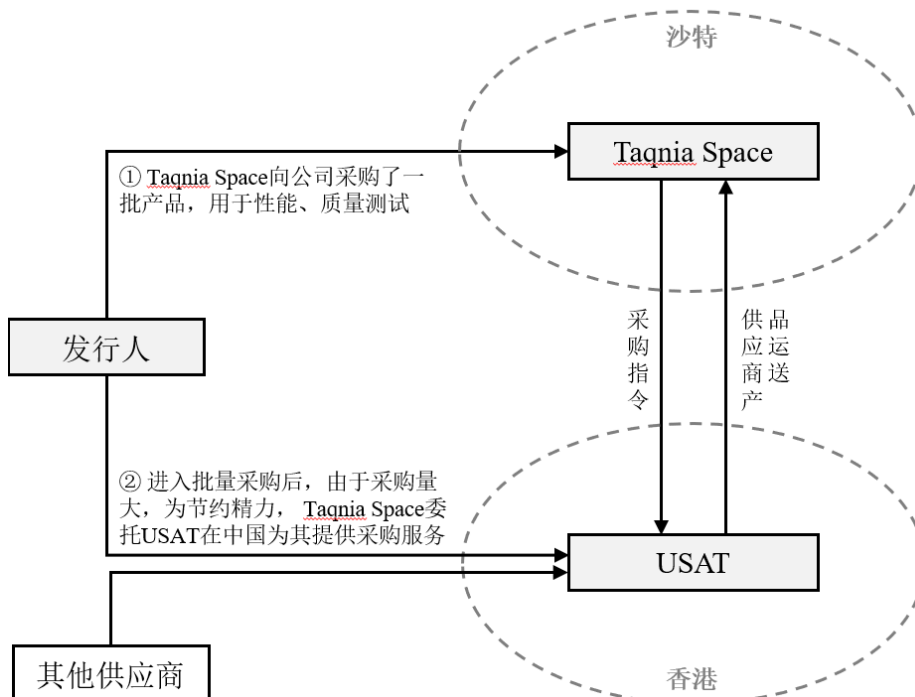 沙特
Taqnia Space
① Taqnia Space向公司采购了一
批产品，用于性能、质量测试
发行人
采购指令
供应商产
品运送
② 进入批量采购后，由于采购量
大，为节约精力， Taqnia Space委
托USAT在中国为其提供采购服务
USAT
其他供应商
香港